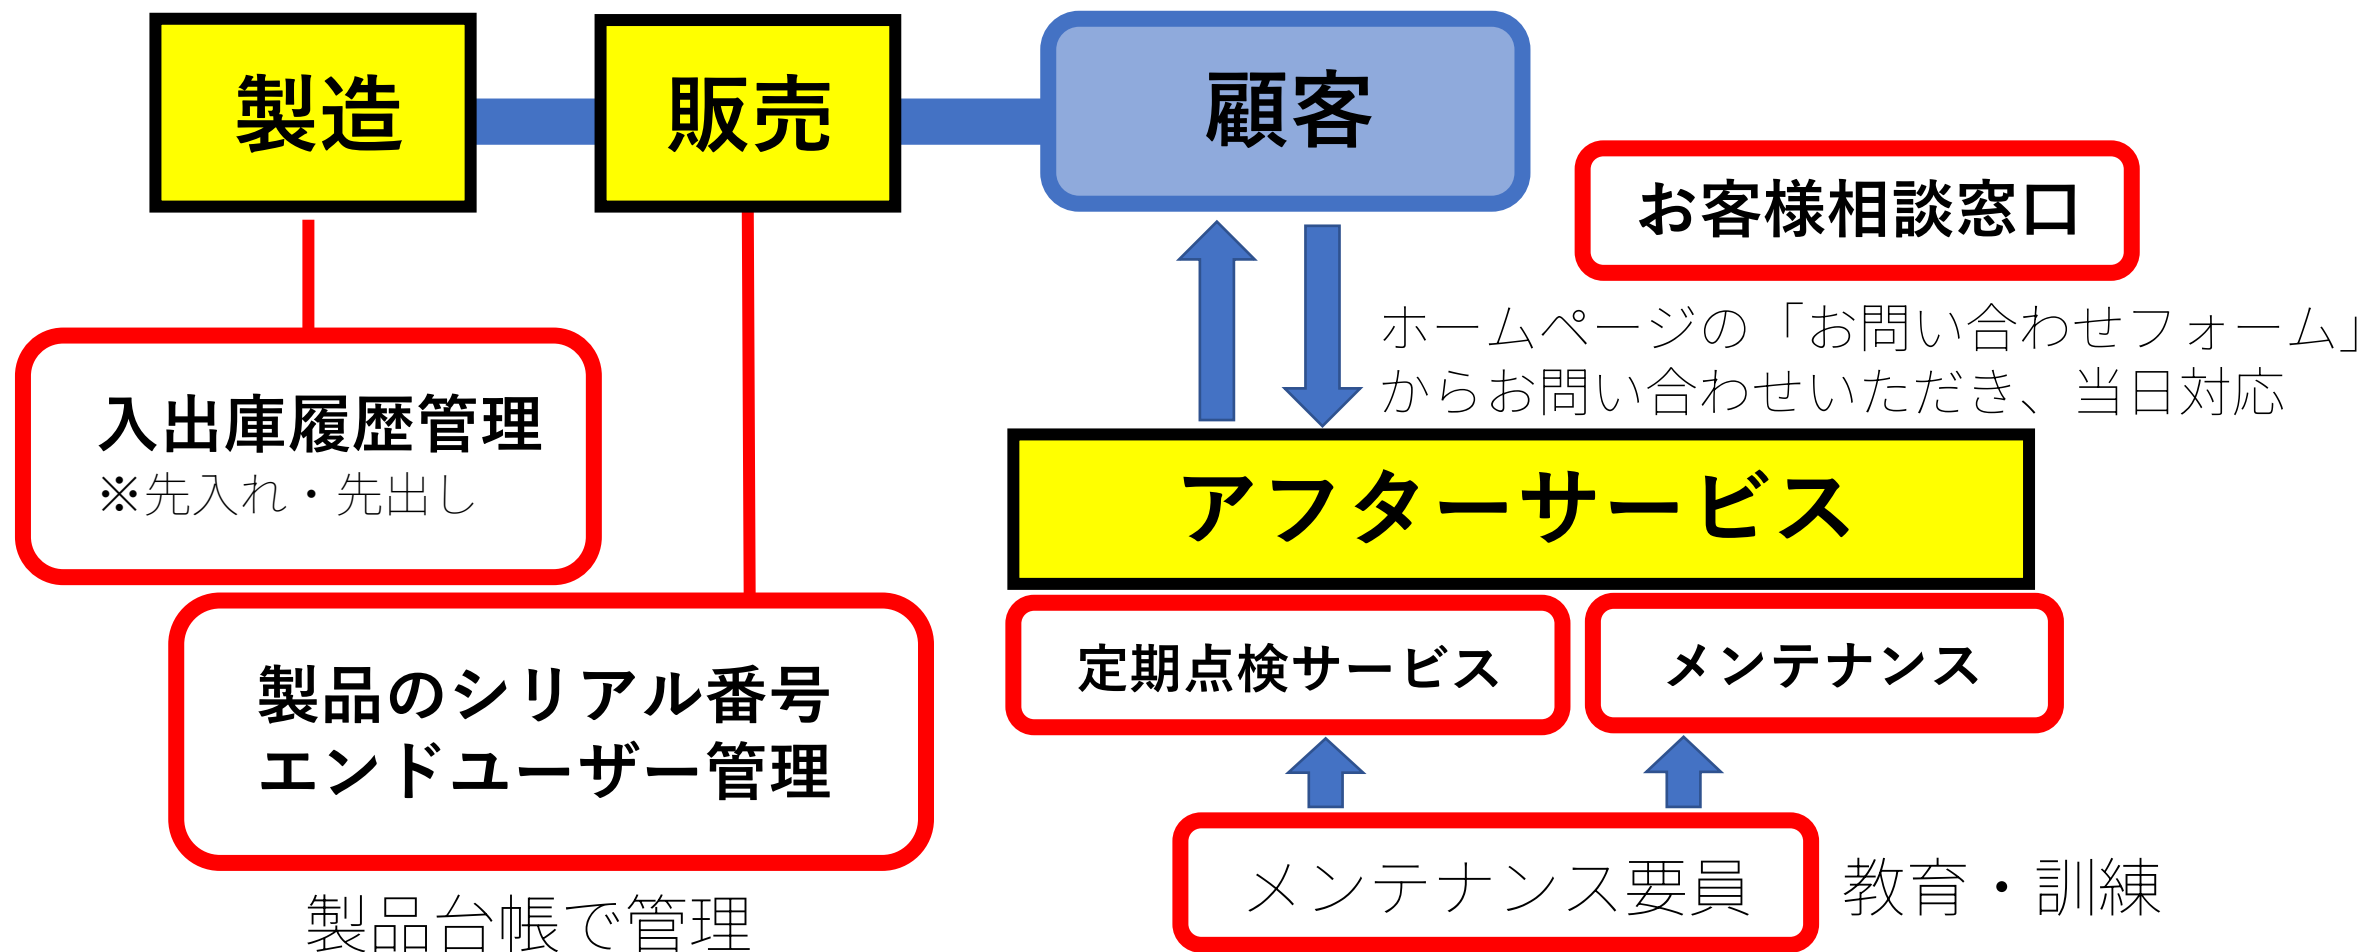 製造
販売
顧客
お客様相談窓口
ホームページの「お問い合わせフォーム」
からお問い合わせいただき、当日対応
入出庫履歴管理
※先入れ・先出し
アフターサービス
定期点検サービス
メンテナンス
製品のシリアル番号
エンドユーザー管理
製品台帳で管理
メンテナンス要員
教育・訓練